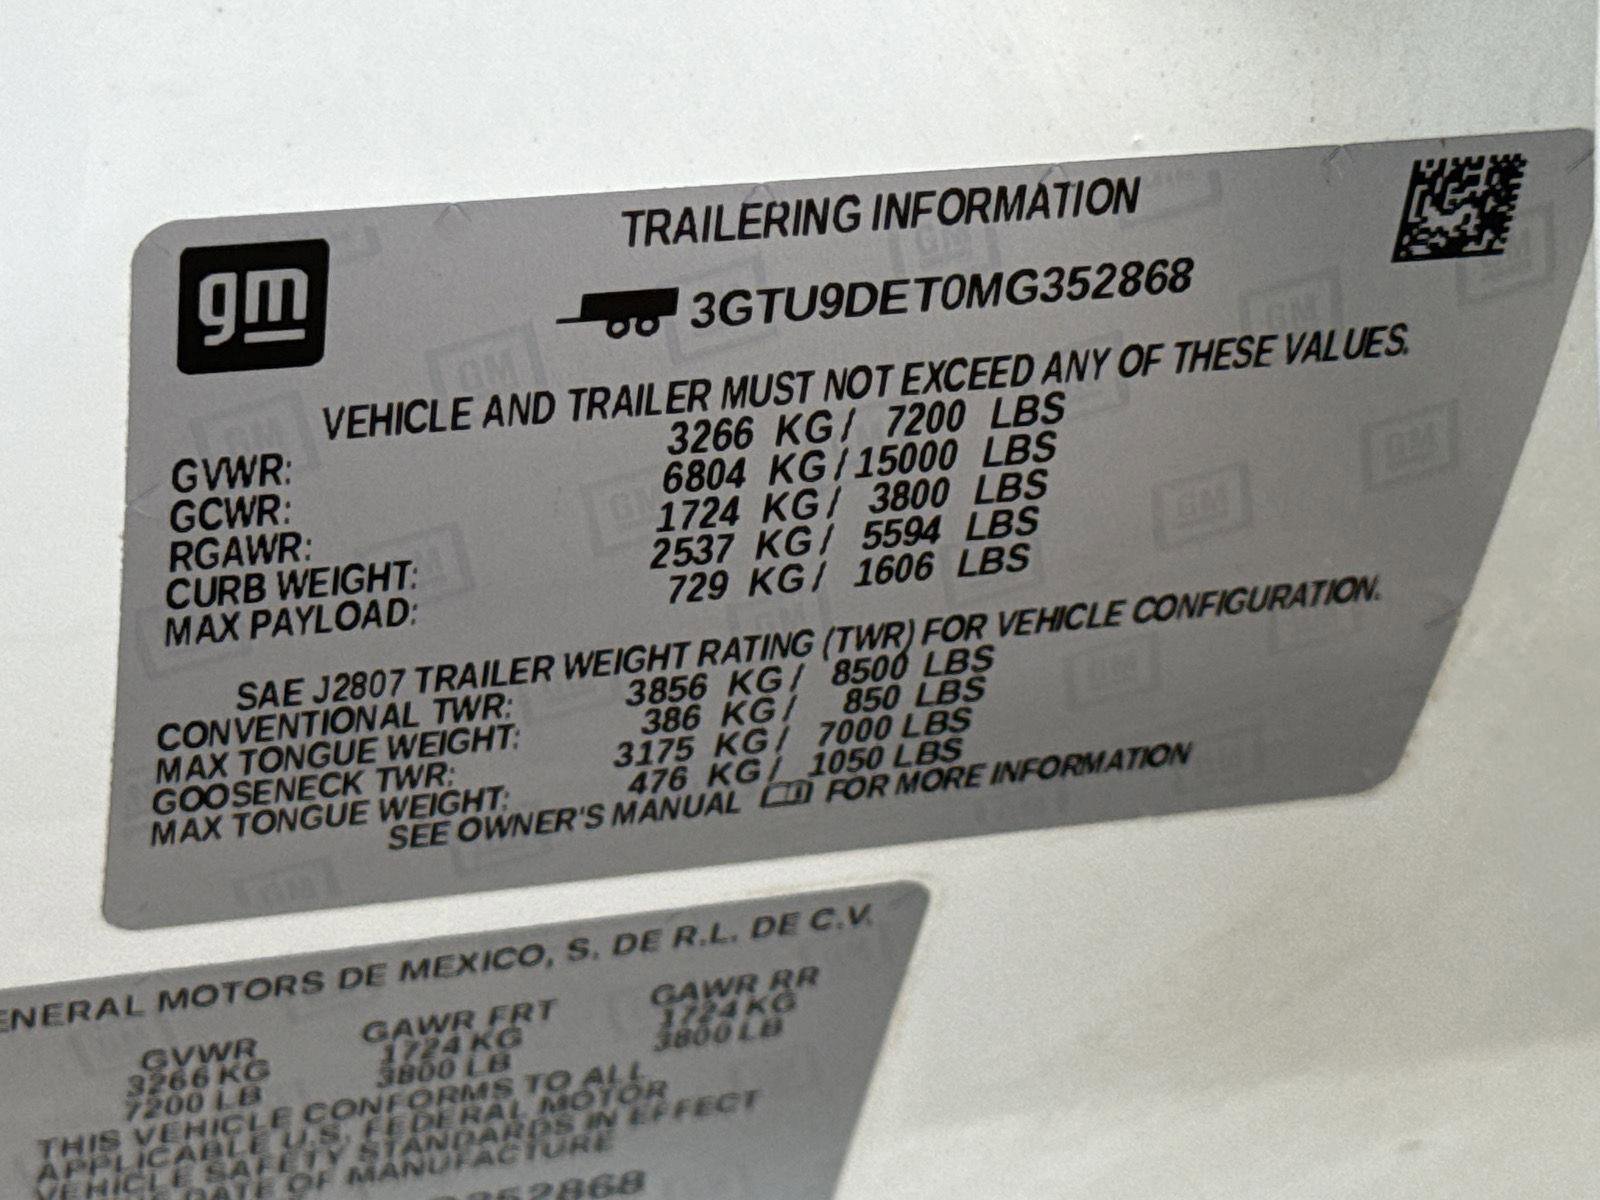 TRAILERING INFORMATION
gm
3GTU9DET0MG352868
VEHICLE AND TRAILER MUST NOT EXCEED ANY OF THESE VALUES.
GVWR: 3266 KG / 7200 LBS
GCWR: 6804 KG / 15000 LBS
RGAWR: 1724 KG / 3800 LBS
CURB WEIGHT: 2537 KG / 5594 LBS
MAX PAYLOAD: 729 KG / 1606 LBS
SAE J2807 TRAILER WEIGHT RATING (TWR) FOR VEHICLE CONFIGURATION.
CONVENTIONAL TWR: 3856 KG / 8500 LBS
MAX TONGUE WEIGHT: 386 KG / 850 LBS
GOOSENECK TWR: 3175 KG / 7000 LBS
MAX TONGUE WEIGHT: 476 KG / 1050 LBS
SEE OWNER'S MANUAL FOR MORE INFORMATION
ENERAL MOTORS DE MEXICO, S. DE R.L. DE C.V.
GVWR GAWR FRT GAWR RR
3266 KG 1724 KG 1724 KG
7200 LB 3800 LB 3800 LB
THIS VEHICLE CONFORMS TO ALL
APPLICABLE U.S. FEDERAL MOTOR
VEHICLE SAFETY STANDARDS IN EFFECT
DATE OF MANUFACTURE
352868